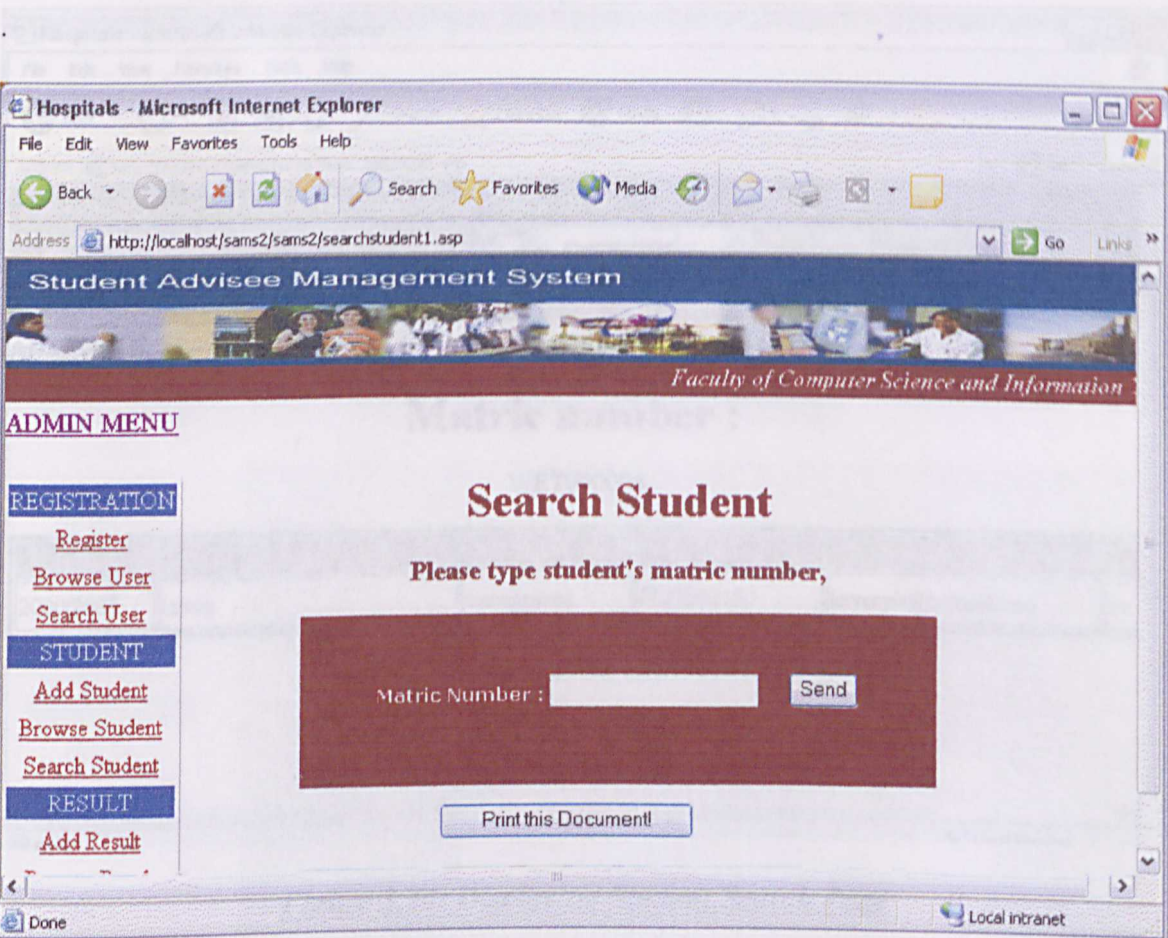 Hospitals - Microsoft Internet Explorer
File Edit View Favorites Tools Help
Back Search Favorites Media
Address http://localhost/sams2/sams2/searchstudent1.asp Go Links »
Student Advisee Management System
Faculty of Computer Science and Information
ADMIN MENU
REGISTRATION
Register
Browse User
Search User
STUDENT
Add Student
Browse Student
Search Student
RESULT
Add Result
Search Student
Please type student's matric number,
Matric Number :
Send
Print this Document!
Done
Local intranet
Matric number :